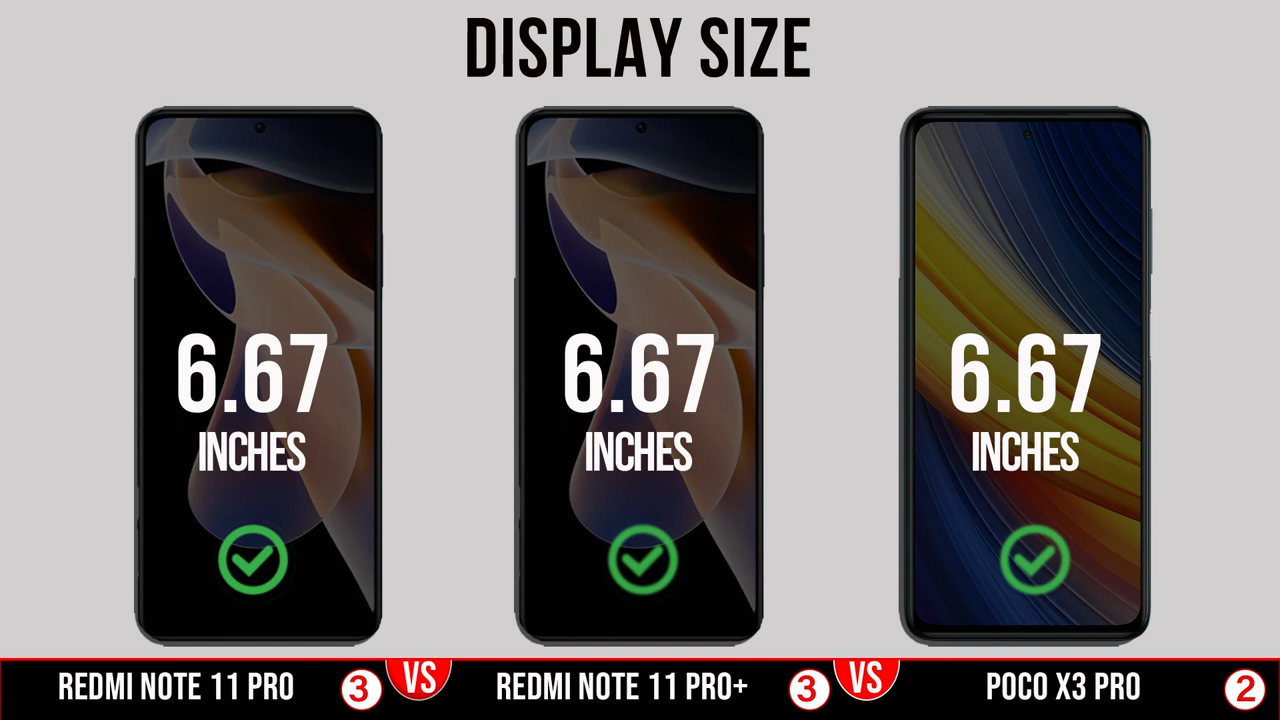 DISPLAY SIZE
6.67
INCHES
6.67
INCHES
6.67
INCHES
REDMI NOTE 11 PRO 3 VS REDMI NOTE 11 PRO+ 3 VS POCO X3 PRO 2